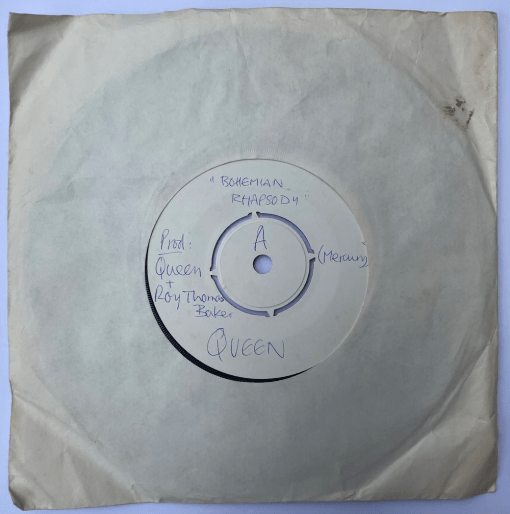 "BOHEMIAN
RHAPSODY"
A
Prod:
Queen
+
Roy Thomas
Baker
(Mercury)
QUEEN